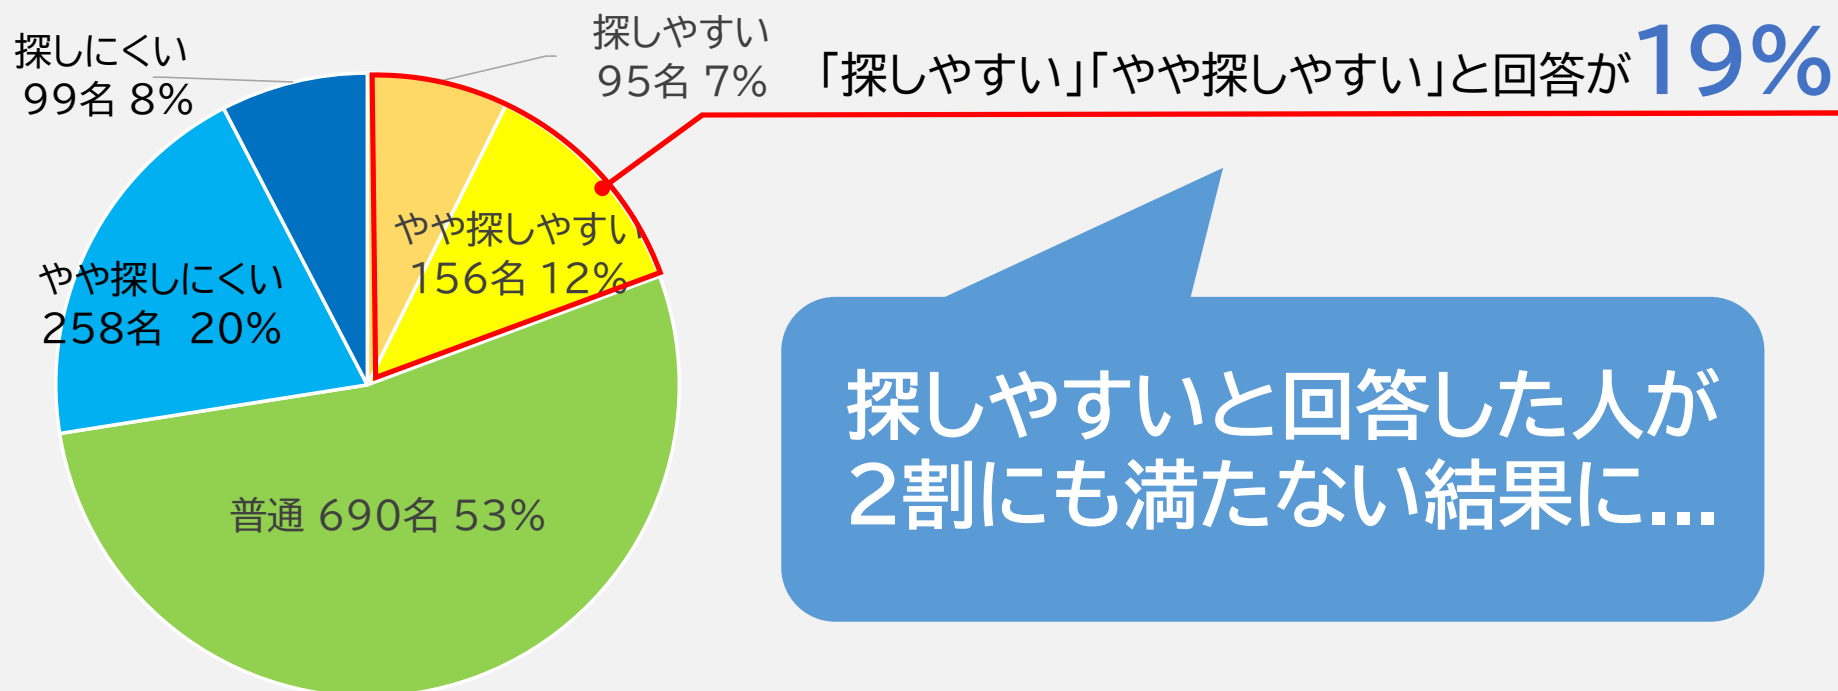 探しにくい
99名 8%
探しやすい
95名 7%
「探しやすい」「やや探しやすい」と回答が19%
やや探しやすい
156名 12%
やや探しにくい
258名 20%
普通 690名 53%
探しやすいと回答した人が
2割にも満たない結果に...